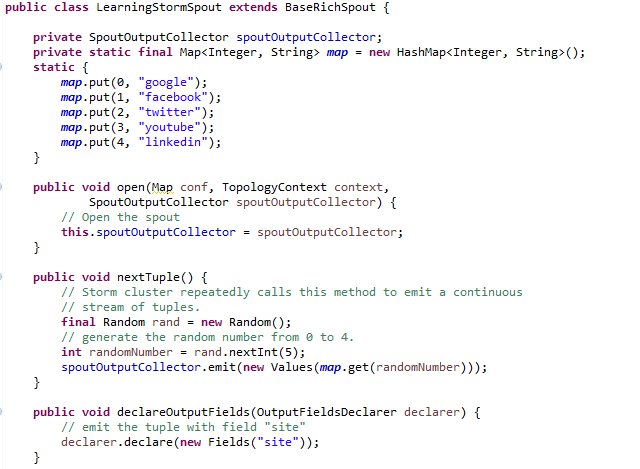 public class LearningStormSpout extends BaseRichSpout {
private SpoutOutputCollector spoutOutputCollector;
private static final Map<Integer, String> map = new HashMap<Integer, String>();
static {
map.put(0, "google");
map.put(1, "facebook");
map.put(2, "twitter");
map.put(3, "youtube");
map.put(4, "linkedin");
}
public void open(Map conf, TopologyContext context,
SpoutOutputCollector spoutOutputCollector) {
// Open the spout
this.spoutOutputCollector = spoutOutputCollector;
}
public void nextTuple() {
// Storm cluster repeatedly calls this method to emit a continuous
// stream of tuples.
final Random rand = new Random();
// generate the random number from 0 to 4.
int randomNumber = rand.nextInt(5);
spoutOutputCollector.emit(new Values(map.get(randomNumber)));
}
public void declareOutputFields(OutputFieldsDeclarer declarer) {
// emit the tuple with field "site"
declarer.declare(new Fields("site"));
}